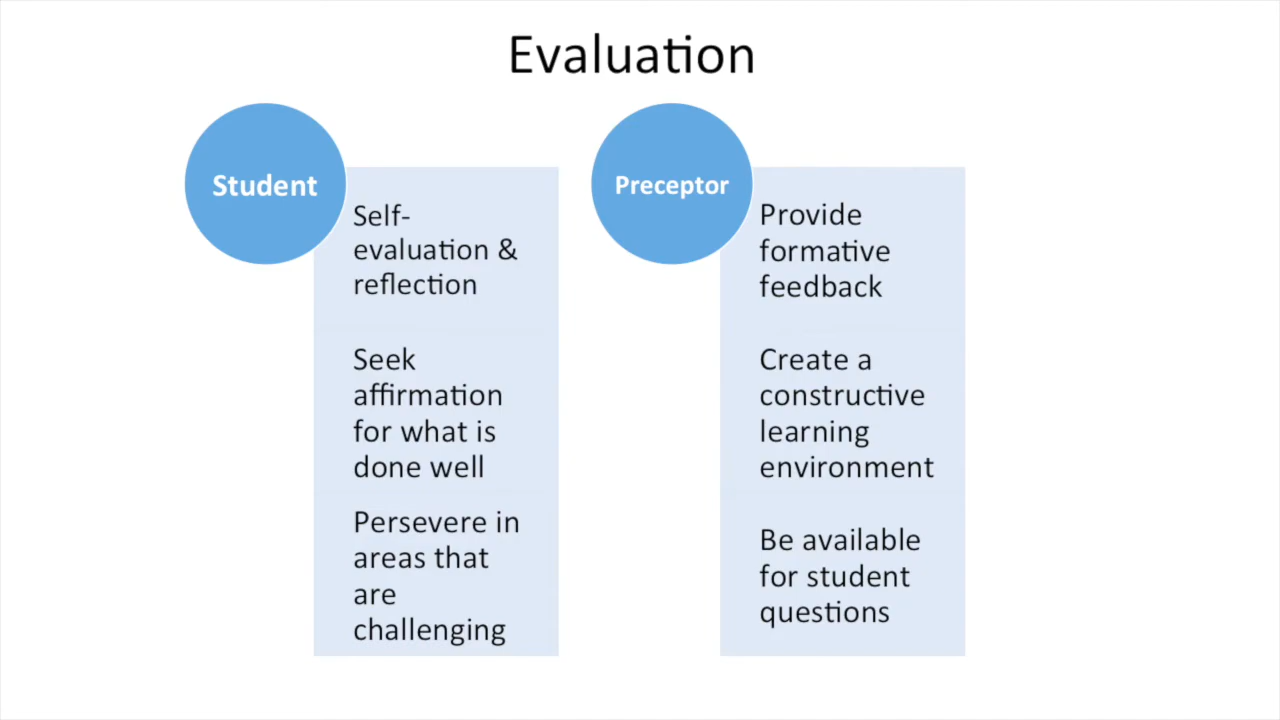 Evaluation
Student
Self-
evaluation &
reflection
Seek
affirmation
for what is
done well
Persevere in
areas that
are
challenging
Preceptor
Provide
formative
feedback
Create a
constructive
learning
environment
Be available
for student
questions